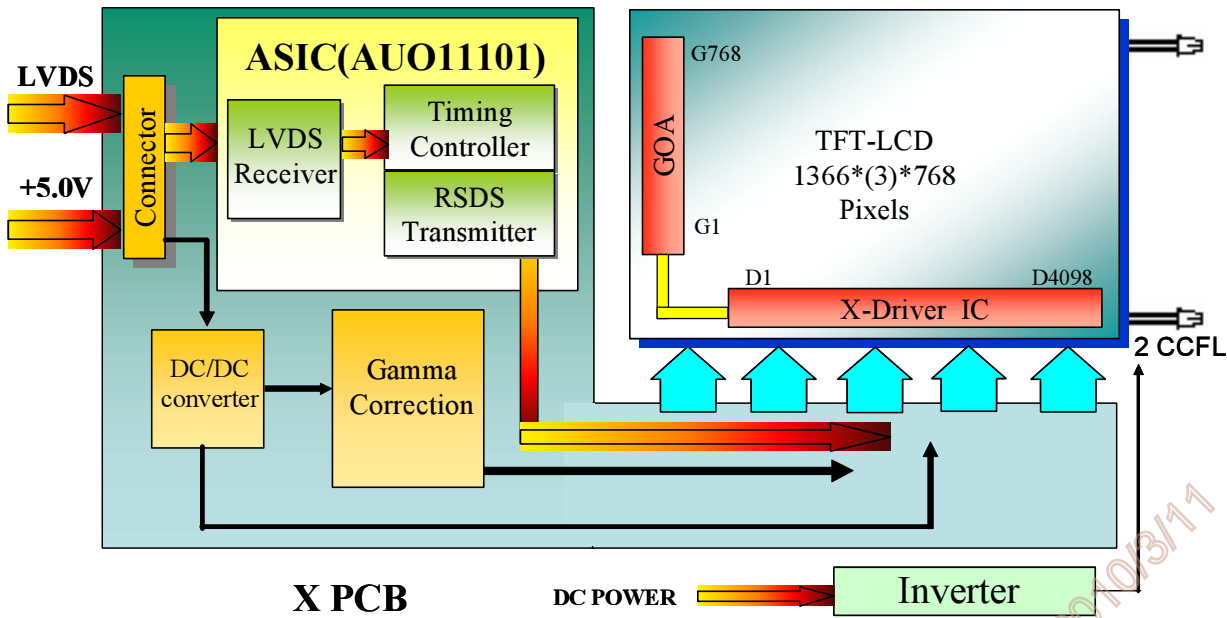 LVDS
+5.0V
Connector
ASIC(AUO11101)
LVDS
Receiver
Timing
Controller
RSDS
Transmitter
DC/DC
converter
Gamma
Correction
X PCB
G768
GOA
G1
TFT-LCD
1366*(3)*768
Pixels
D1
D4098
X-Driver IC
2 CCFL
DC POWER
Inverter